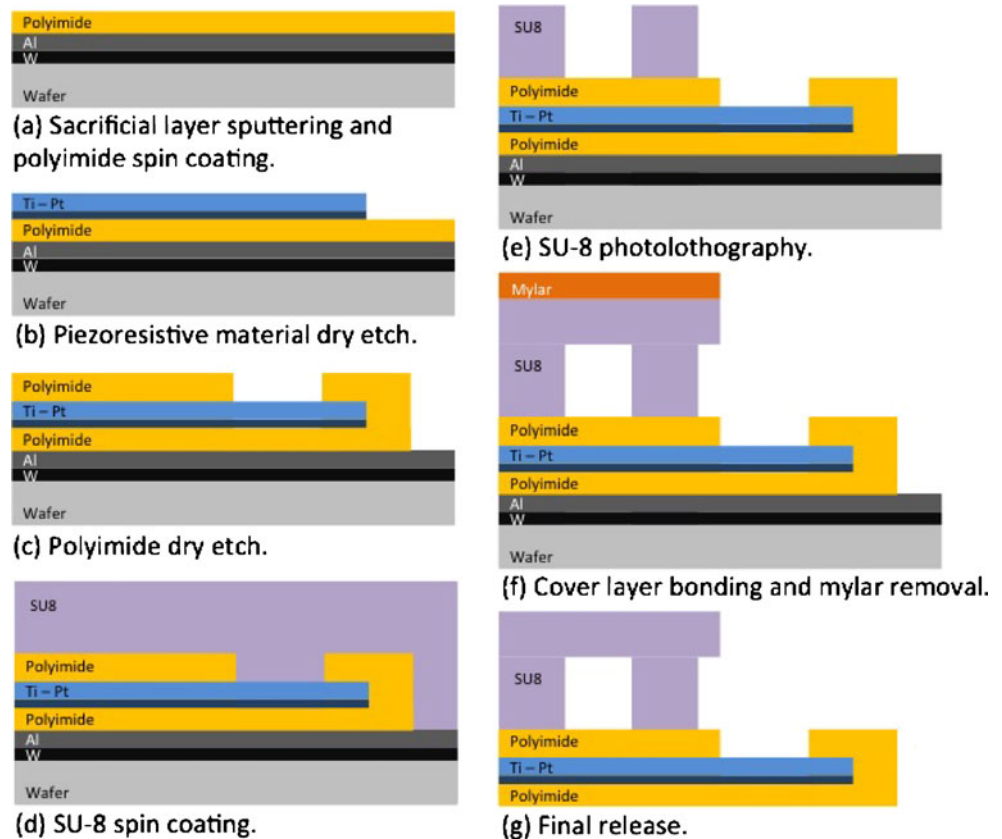 Polyimide
Al
W
Wafer
(a) Sacrificial layer sputtering and
polyimide spin coating.
Ti – Pt
Polyimide
Al
W
Wafer
(b) Piezoresistive material dry etch.
Polyimide
Ti – Pt
Polyimide
Al
W
Wafer
(c) Polyimide dry etch.
SU8
Polyimide
Ti – Pt
Polyimide
Al
W
Wafer
(d) SU-8 spin coating.
SU8
Polyimide
Ti – Pt
Polyimide
Al
W
Wafer
(e) SU-8 photolothography.
Mylar
SU8
Polyimide
Ti – Pt
Polyimide
Al
W
Wafer
(f) Cover layer bonding and mylar removal.
SU8
Polyimide
Ti – Pt
Polyimide
(g) Final release.